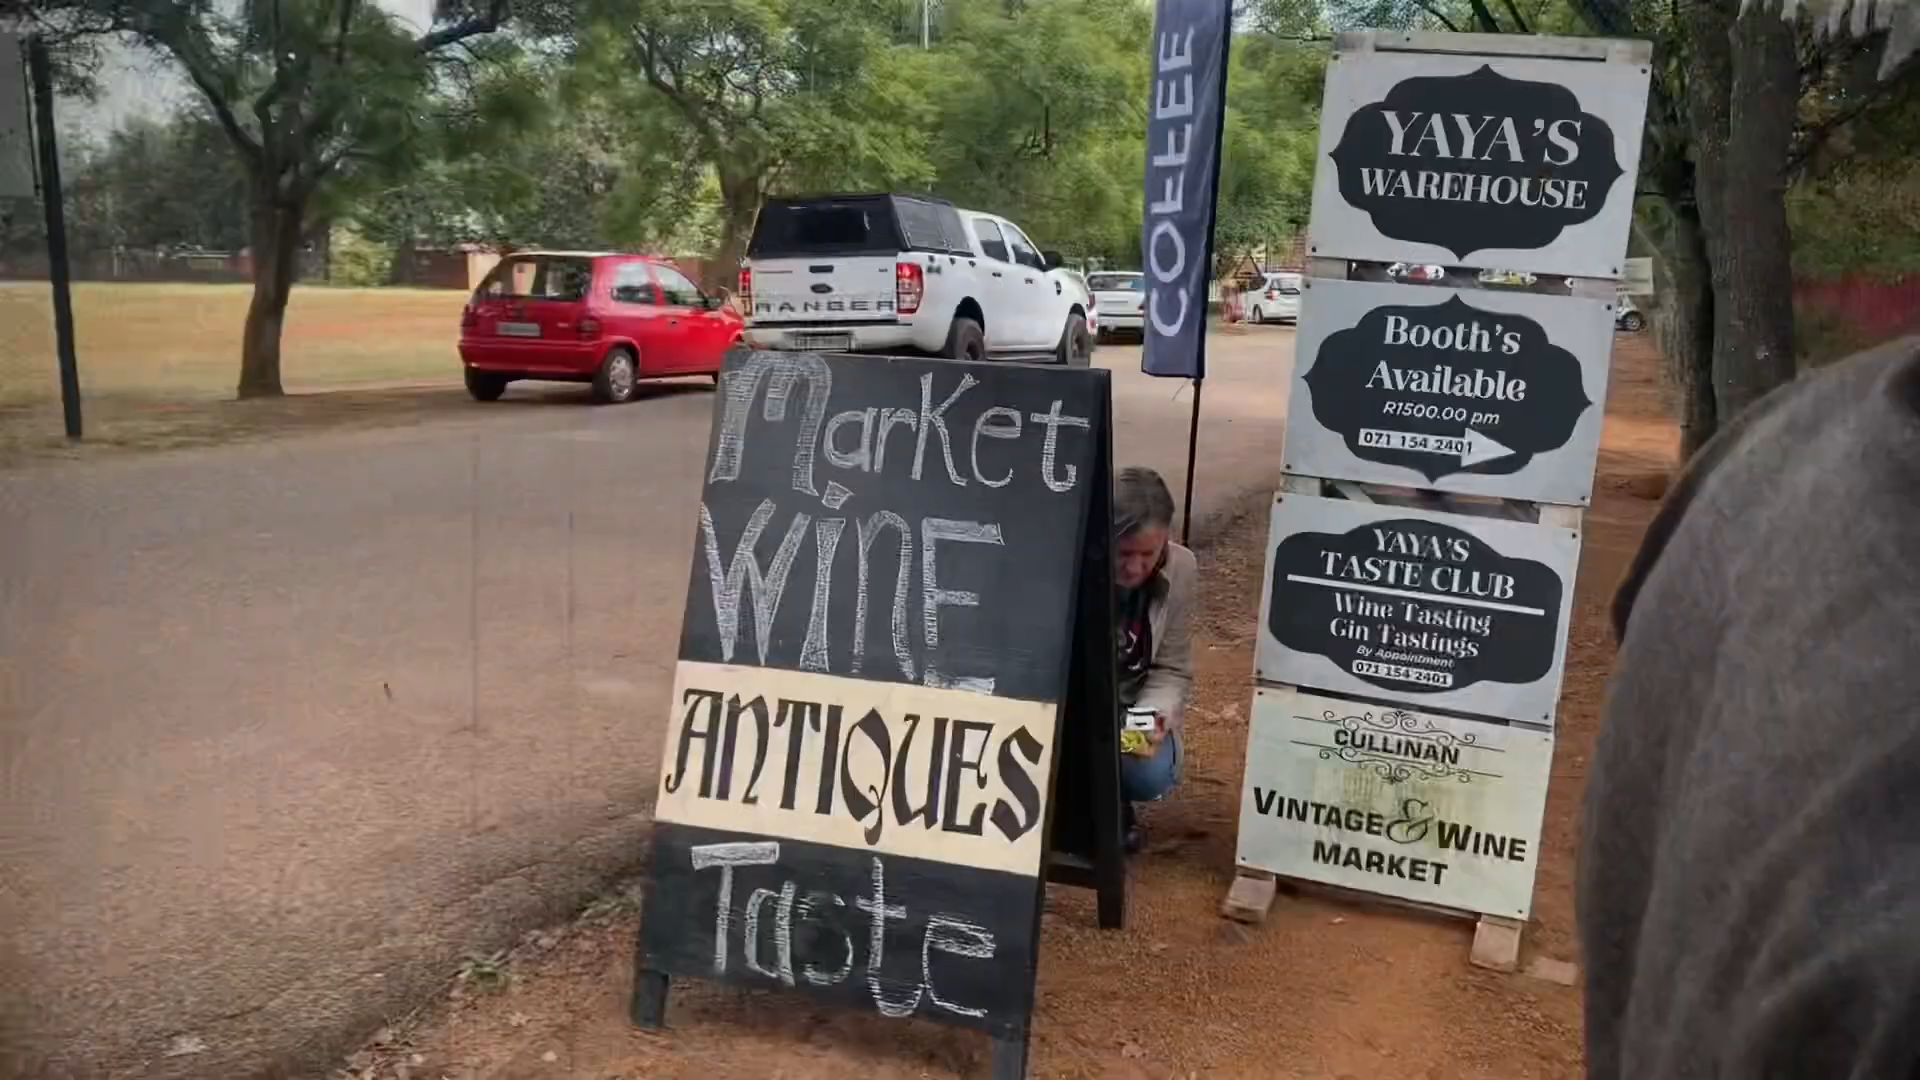 Market
WINE
ANTIQUES
Taste
RANGER
COFFEE
YAYA'S
WAREHOUSE
Booth's
Available
R1500.00 pm
071 154 2401
YAYA'S
TASTE CLUB
Wine Tasting
Gin Tastings
By Appointment
071 154 2401
CULLINAN
VINTAGE & WINE
MARKET